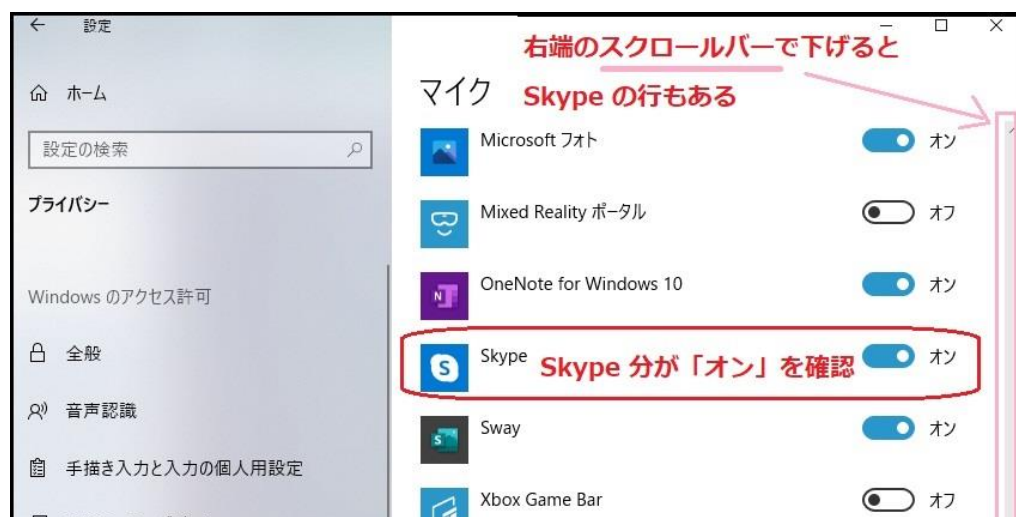 設定
右端のスクロールバーで下げると
ホーム
マイク
Skype の行もある
設定の検索
Microsoft フォト
オン
プライバシー
Mixed Reality ポータル
オフ
Windows のアクセス許可
OneNote for Windows 10
オン
全般
Skype
Skype 分が「オン」を確認
オン
音声認識
Sway
オン
手描き入力と入力の個人用設定
Xbox Game Bar
オフ